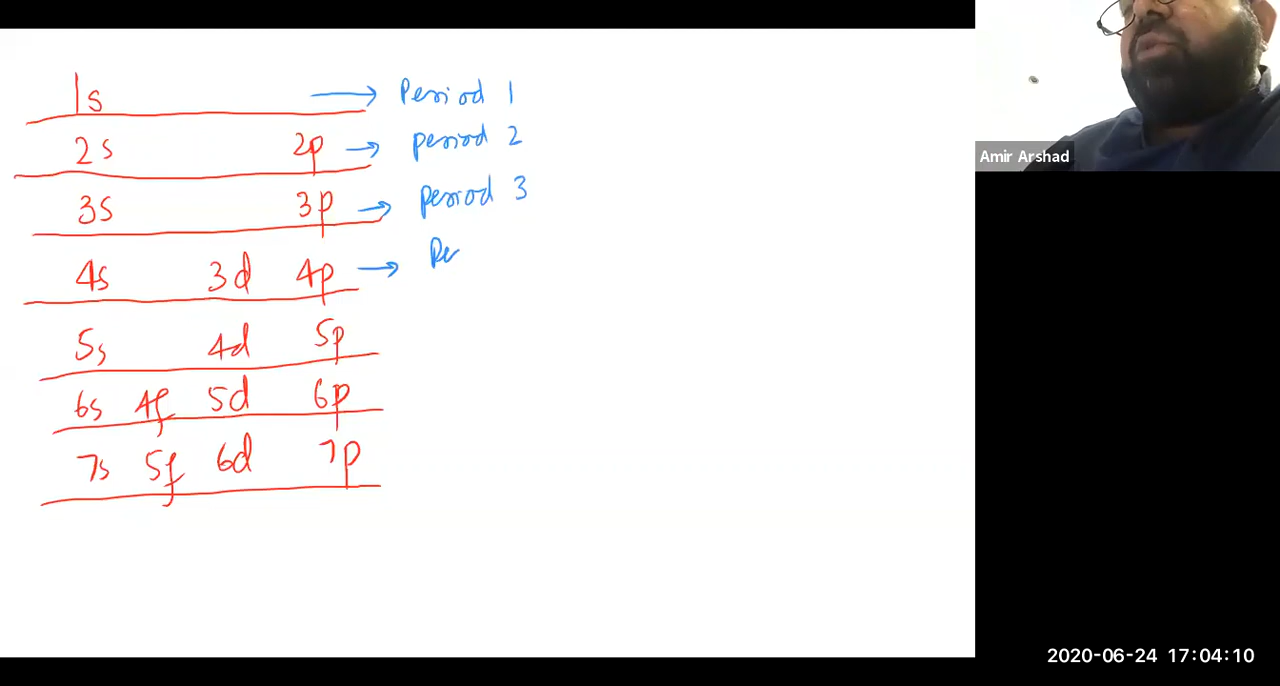 1s → Period 1
2s 2p → period 2
3s 3p → period 3
4s 3d 4p → Pe
5s 4d 5p
6s 4f 5d 6p
7s 5f 6d 7p
Amir Arshad
2020-06-24 17:04:10